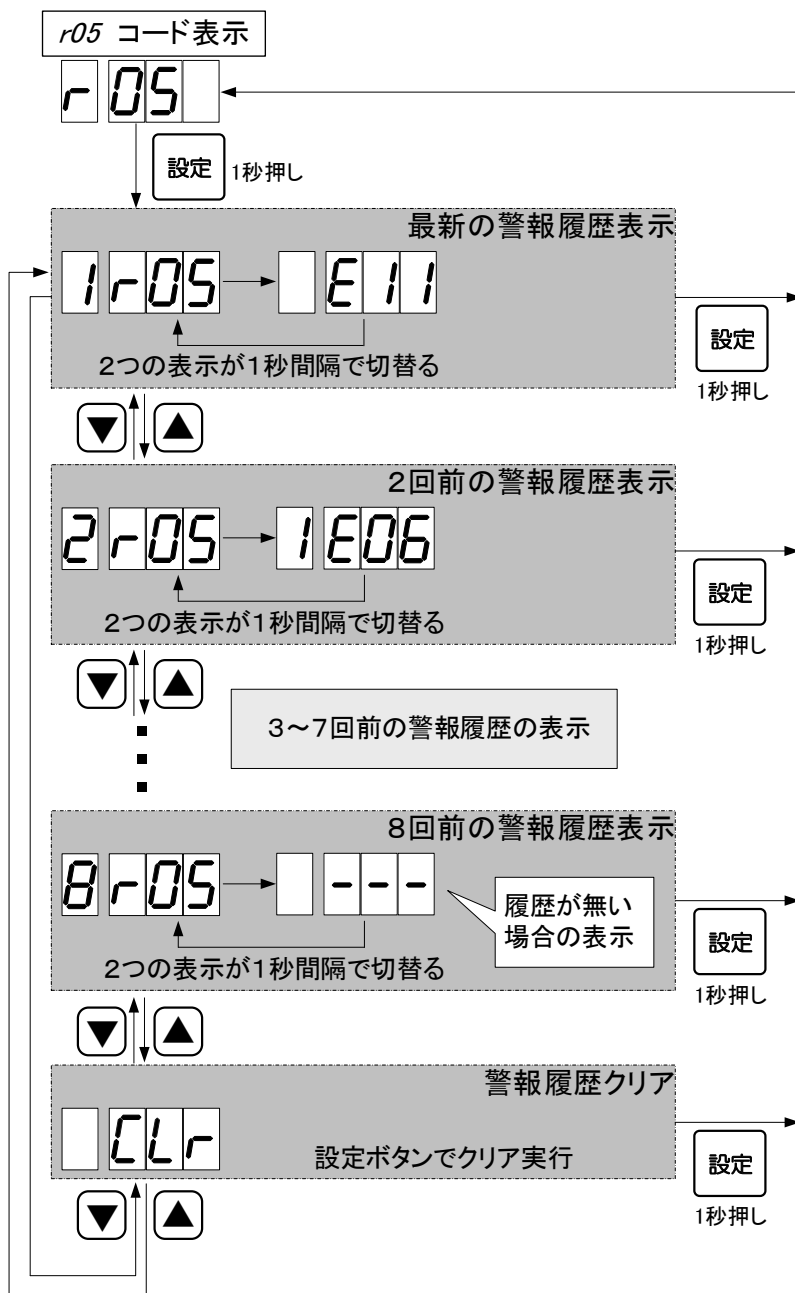 r05 コード表示
r 05
設定 1秒押し
最新の警報履歴表示
1r05 E11
設定
2つの表示が1秒間隔で切替る
1秒押し
▼ ▲
2回前の警報履歴表示
2r05 1E06
設定
2つの表示が1秒間隔で切替る
1秒押し
▼ ▲
3～7回前の警報履歴の表示
8回前の警報履歴表示
8r05 ---
履歴が無い
場合の表示
設定
2つの表示が1秒間隔で切替る
1秒押し
▼ ▲
警報履歴クリア
CLr
設定ボタンでクリア実行
設定
▼ ▲
1秒押し